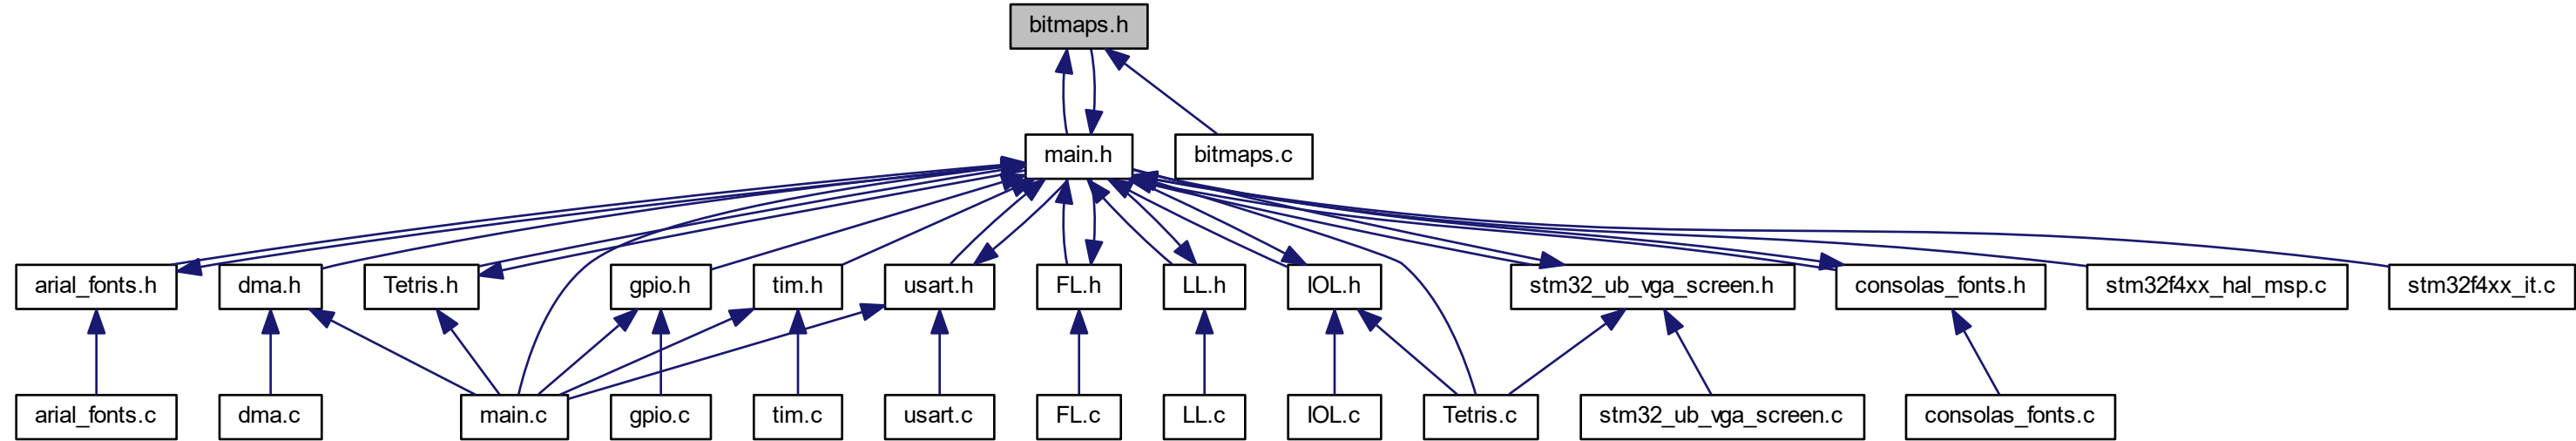 bitmaps.h
main.h
bitmaps.c
arial_fonts.h
dma.h
Tetris.h
gpio.h
tim.h
usart.h
FL.h
LL.h
IOL.h
stm32_ub_vga_screen.h
consolas_fonts.h
stm32f4xx_hal_msp.c
stm32f4xx_it.c
arial_fonts.c
dma.c
main.c
gpio.c
tim.c
usart.c
FL.c
LL.c
IOL.c
Tetris.c
stm32_ub_vga_screen.c
consolas_fonts.c